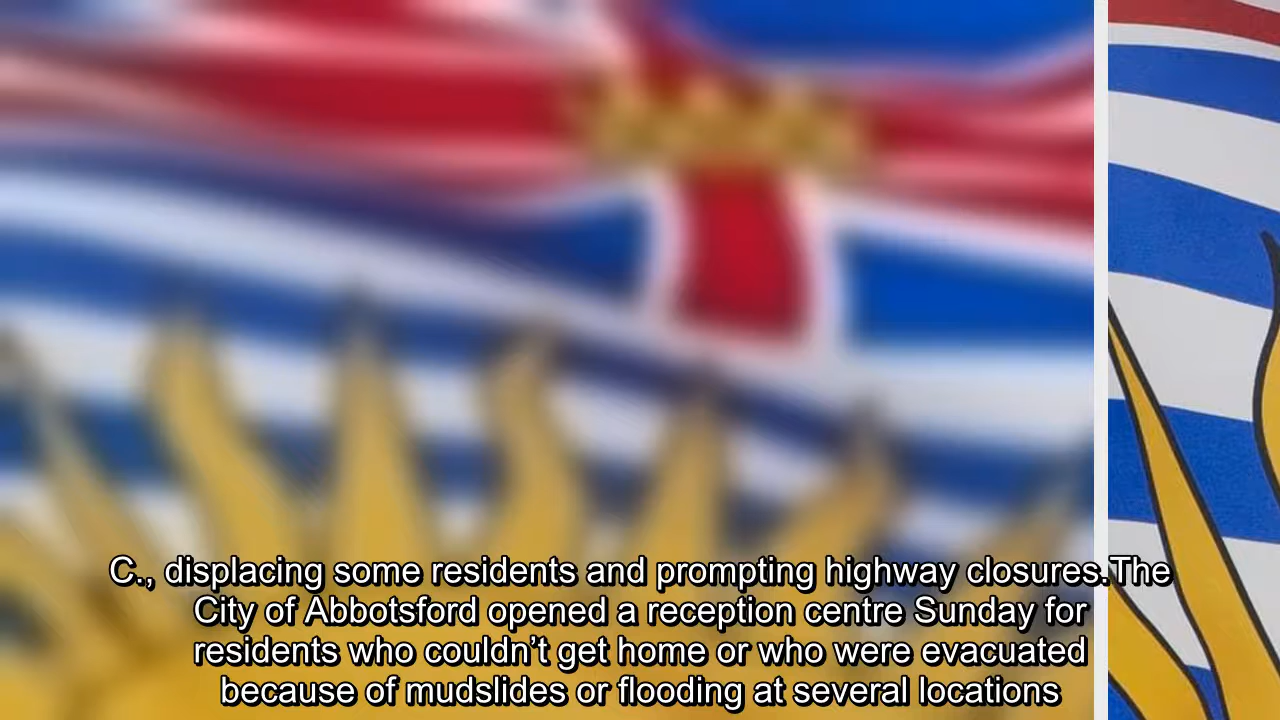 C., displacing some residents and prompting highway closures.The
City of Abbotsford opened a reception centre Sunday for
residents who couldn’t get home or who were evacuated
because of mudslides or flooding at several locations